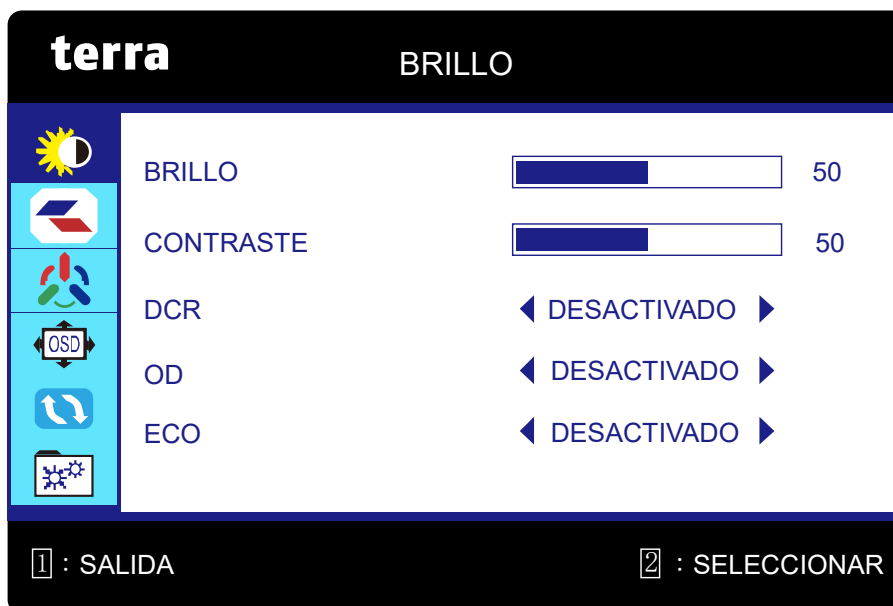 terra
BRILLO
BRILLO 50
CONTRASTE 50
DCR DESACTIVADO
OD DESACTIVADO
OSD
ECO DESACTIVADO
1 : SALIDA 2 : SELECCIONAR